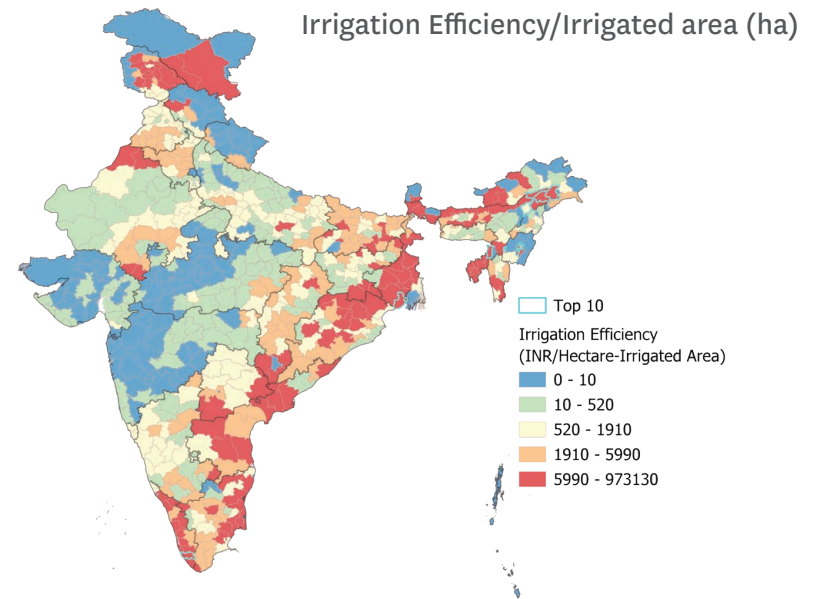 Irrigation Efficiency/Irrigated area (ha)
Top 10
Irrigation Efficiency
(INR/Hectare-Irrigated Area)
0 - 10
10 - 520
520 - 1910
1910 - 5990
5990 - 973130